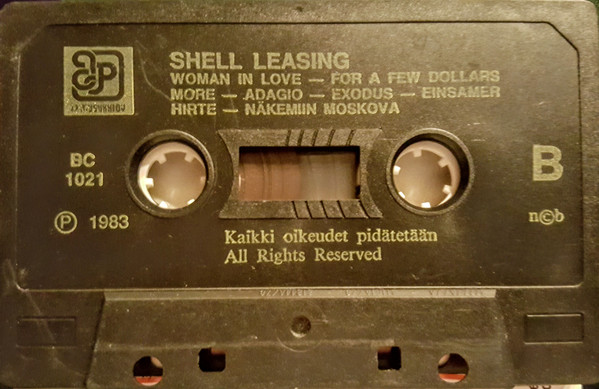 SHELL LEASING
WOMAN IN LOVE — FOR A FEW DOLLARS
MORE — ADAGIO — EXODUS — EINSAMER
HIRTE — NÄKEMIIN MOSKOVA
BC
1021
B
Ⓟ 1983
n©b
Kaikki oikeudet pidätetään
All Rights Reserved